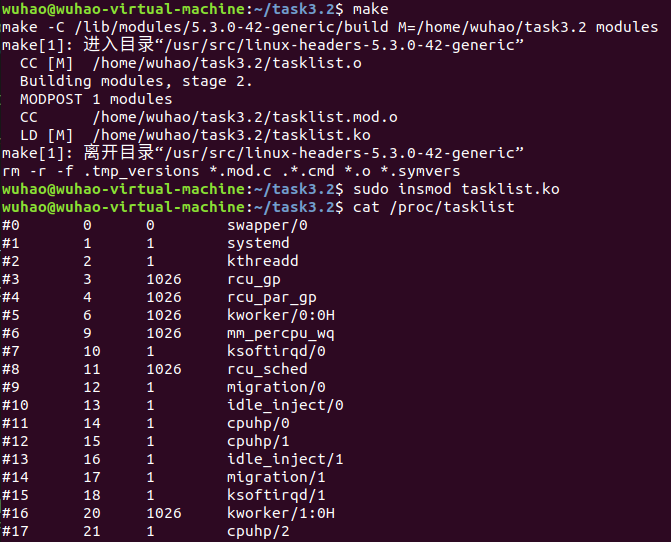 wuhao@wuhao-virtual-machine:~/task3.2$ make
make -C /lib/modules/5.3.0-42-generic/build M=/home/wuhao/task3.2 modules
make[1]: 进入目录“/usr/src/linux-headers-5.3.0-42-generic”
  CC [M]  /home/wuhao/task3.2/tasklist.o
  Building modules, stage 2.
  MODPOST 1 modules
  CC      /home/wuhao/task3.2/tasklist.mod.o
  LD [M]  /home/wuhao/task3.2/tasklist.ko
make[1]: 离开目录“/usr/src/linux-headers-5.3.0-42-generic”
rm -r -f .tmp_versions *.mod.c .*.cmd *.o *.symvers
wuhao@wuhao-virtual-machine:~/task3.2$ sudo insmod tasklist.ko
wuhao@wuhao-virtual-machine:~/task3.2$ cat /proc/tasklist
#0      0       0       swapper/0
#1      1       1       systemd
#2      2       1       kthreadd
#3      3       1026    rcu_gp
#4      4       1026    rcu_par_gp
#5      6       1026    kworker/0:0H
#6      9       1026    mm_percpu_wq
#7      10      1       ksoftirqd/0
#8      11      1026    rcu_sched
#9      12      1       migration/0
#10     13      1       idle_inject/0
#11     14      1       cpuhp/0
#12     15      1       cpuhp/1
#13     16      1       idle_inject/1
#14     17      1       migration/1
#15     18      1       ksoftirqd/1
#16     20      1026    kworker/1:0H
#17     21      1       cpuhp/2